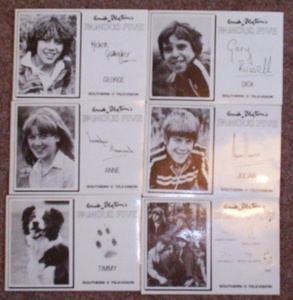 Enid Blyton's
FAMOUS FIVE
GEORGE
SOUTHERN TELEVISION
Enid Blyton's
FAMOUS FIVE
Gary
Russell
DICK
SOUTHERN TELEVISION
Enid Blyton's
FAMOUS FIVE
ANNE
SOUTHERN TELEVISION
Enid Blyton's
FAMOUS FIVE
JULIAN
SOUTHERN TELEVISION
Enid Blyton's
FAMOUS FIVE
TIMMY
SOUTHERN TELEVISION
Enid Blyton's
FAMOUS FIVE
SOUTHERN TELEVISION